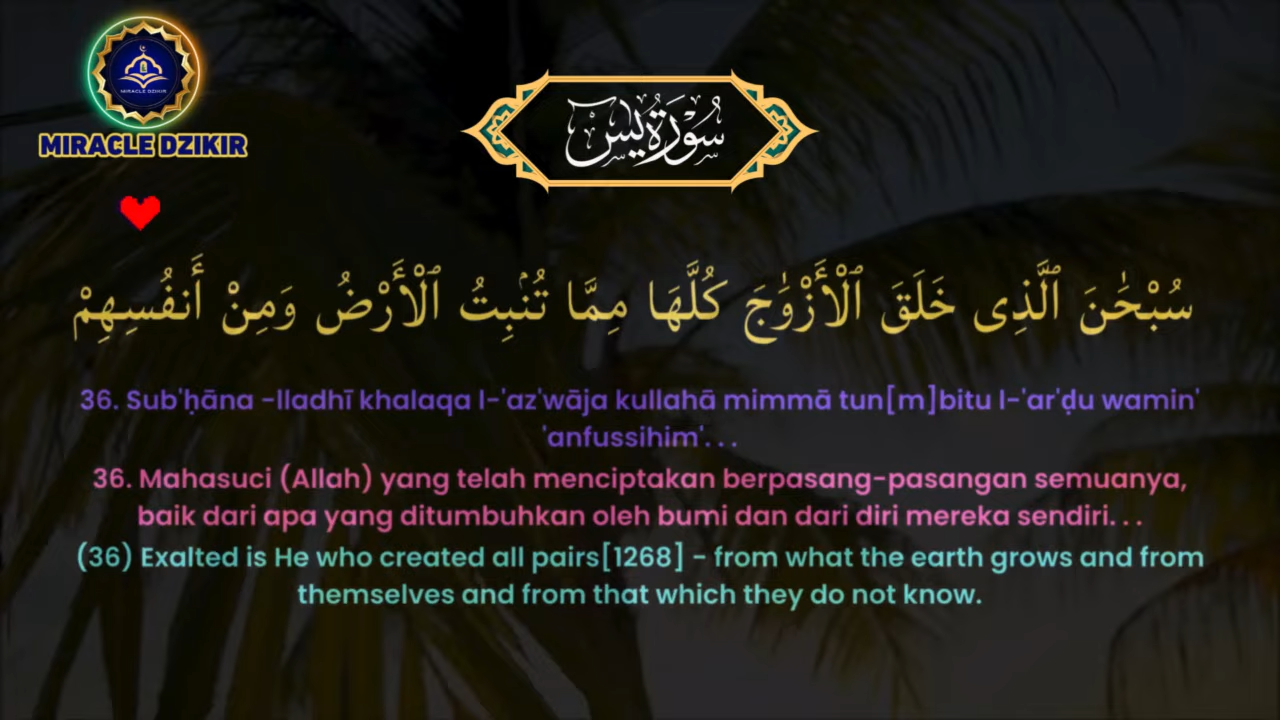 MIRACLE DZIKIR
MIRACLE DZIKIR
سُوْرَةُ يٰسٓ
سُبْحَٰنَ ٱلَّذِى خَلَقَ ٱلْأَزْوَٰجَ كُلَّهَا مِمَّا تُنۢبِتُ ٱلْأَرْضُ وَمِنْ أَنفُسِهِمْ
36. Sub'ḥāna -lladhī khalaqa l-'az'wāja kullahā mimmā tun[m]bitu l-'ar'ḍu wamin'
'anfussihim'...
36. Mahasuci (Allah) yang telah menciptakan berpasang-pasangan semuanya,
baik dari apa yang ditumbuhkan oleh bumi dan dari diri mereka sendiri...
(36) Exalted is He who created all pairs[1268] - from what the earth grows and from
themselves and from that which they do not know.